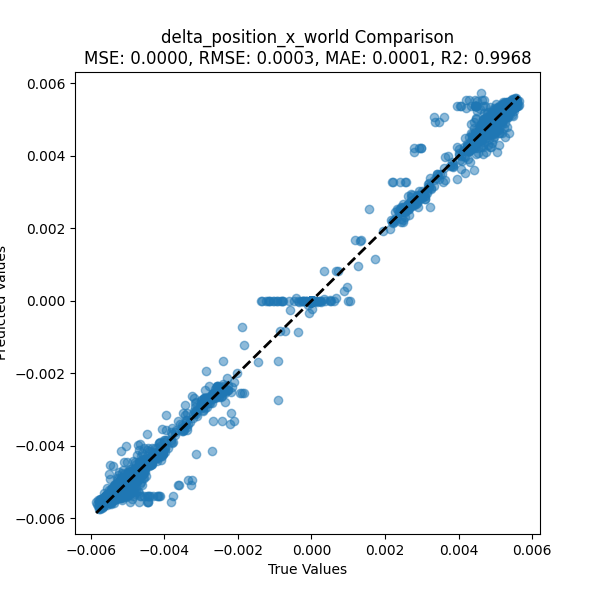 delta_position_x_world Comparison
MSE: 0.0000, RMSE: 0.0003, MAE: 0.0001, R2: 0.9968
0.006
0.004
0.002
0.000
−0.002
−0.004
−0.006
Predicted Values
−0.006 −0.004 −0.002 0.000 0.002 0.004 0.006
True Values